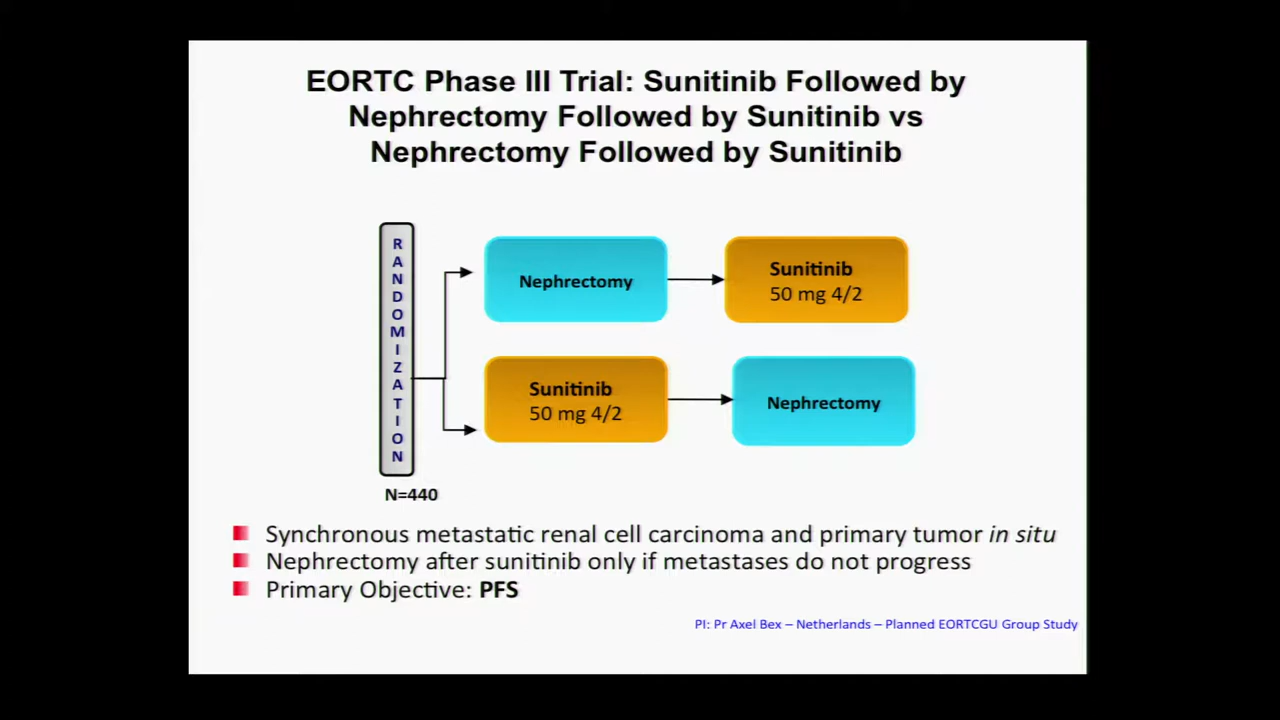 EORTC Phase III Trial: Sunitinib Followed by
Nephrectomy Followed by Sunitinib vs
Nephrectomy Followed by Sunitinib
RANDOMIZATION
Nephrectomy
Sunitinib
50 mg 4/2
Sunitinib
50 mg 4/2
Nephrectomy
N=440
Synchronous metastatic renal cell carcinoma and primary tumor in situ
Nephrectomy after sunitinib only if metastases do not progress
Primary Objective: PFS
PI: Pr Axel Bex – Netherlands – Planned EORTCGU Group Study